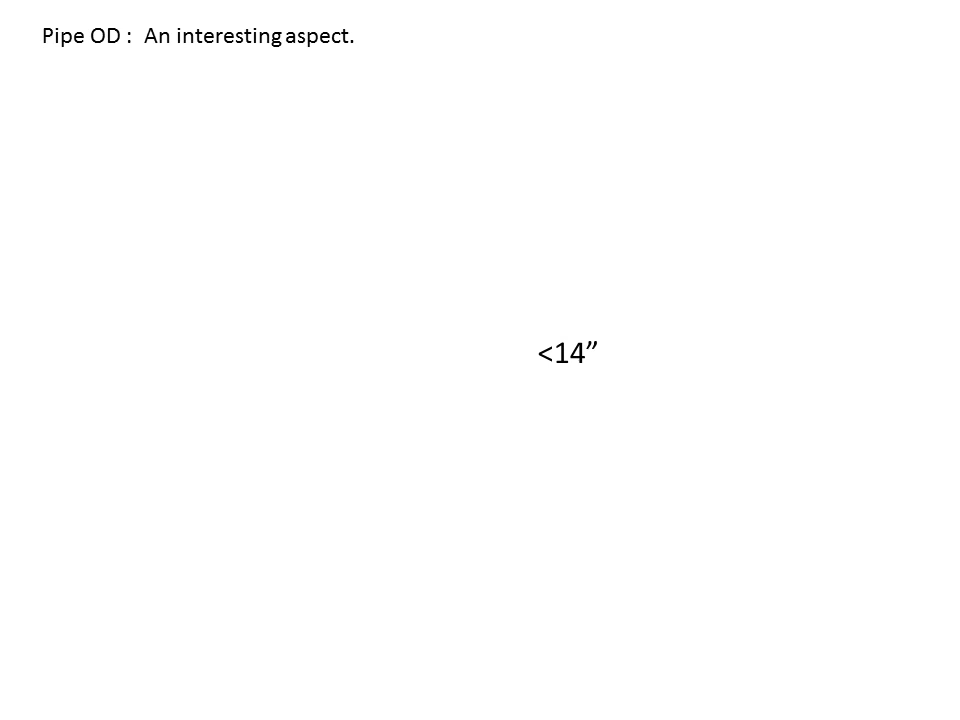 Pipe OD :  An interesting aspect.
<14”